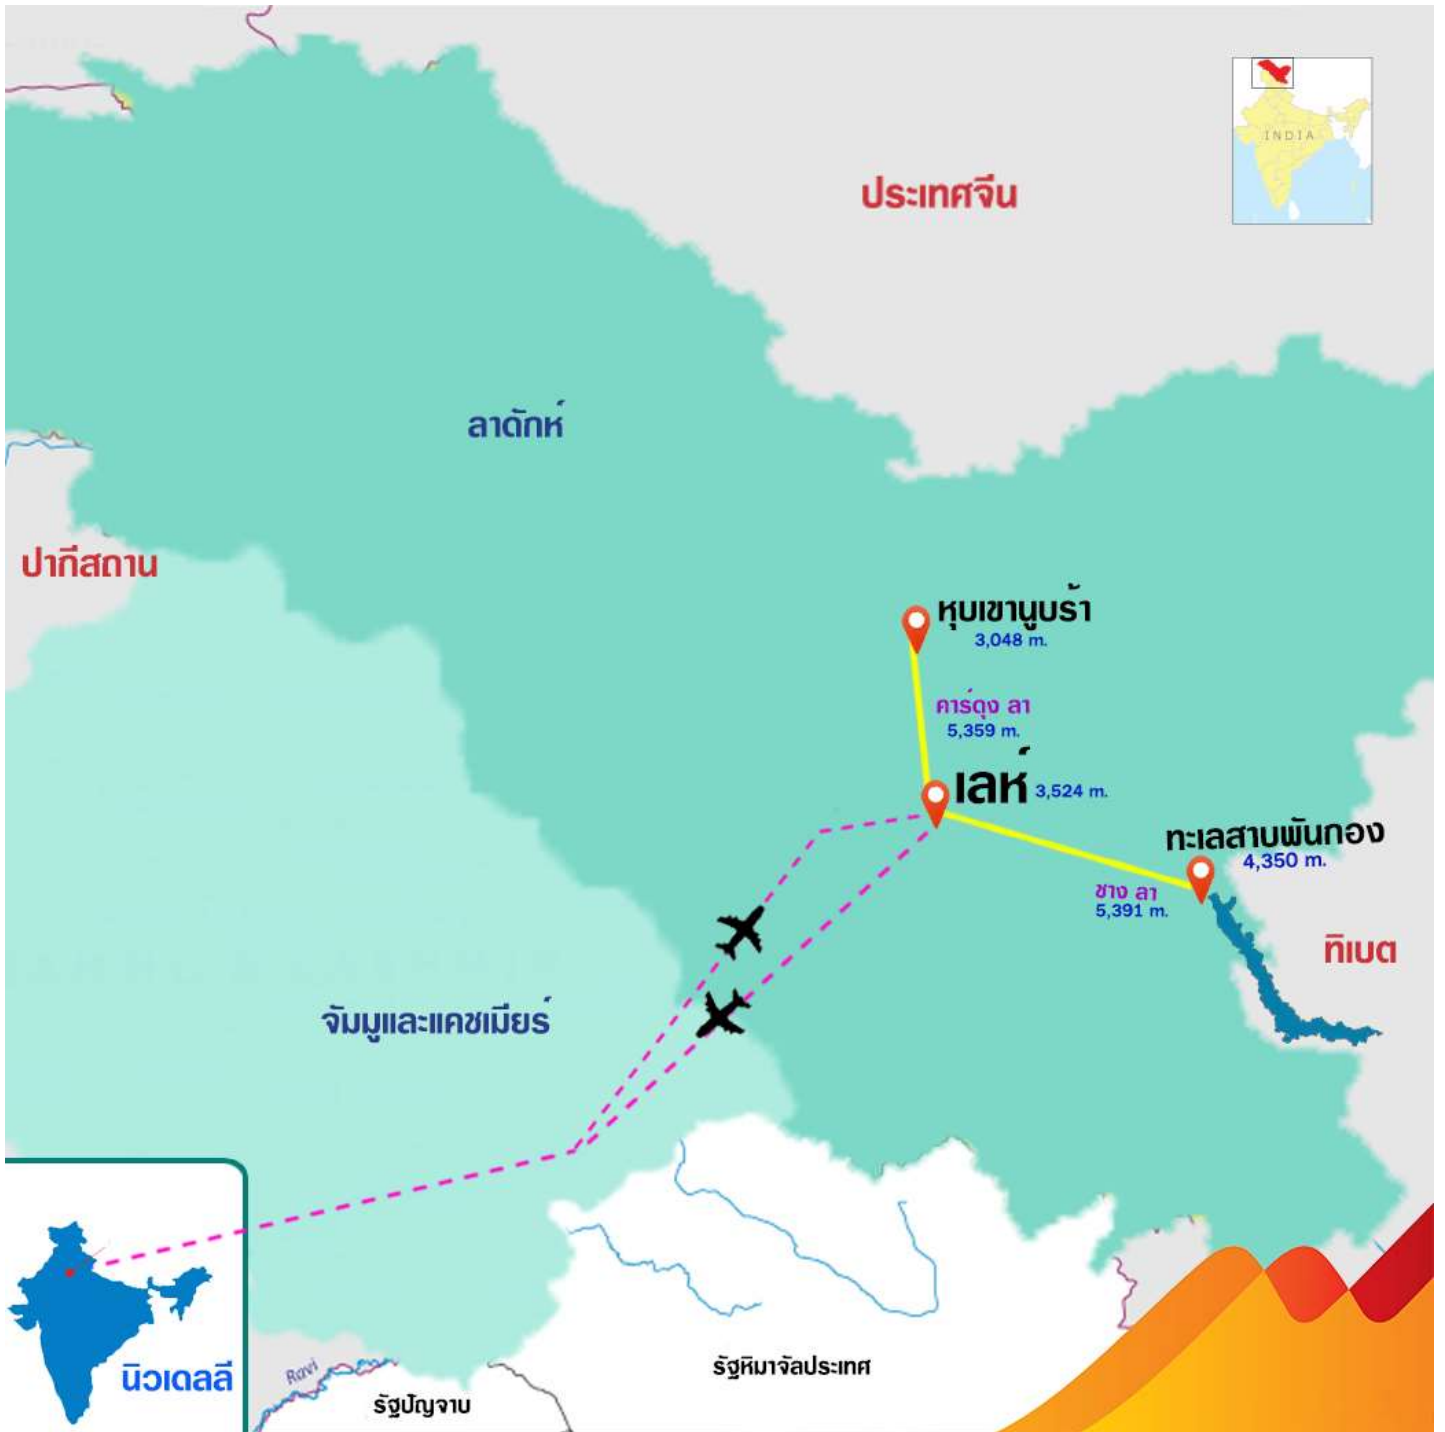 INDIA
ประเทศจีน
ลาดักห์
ปากีสถาน
หุบเขานูบร้า
3,048 m.
คาร์ดุง ลา
5,359 m.
เลห์ 3,524 m.
ทะเลสาบพันกอง
4,350 m.
ชาง ลา
5,391 m.
ทิเบต
จัมมูและแคชเมียร์
นิวเดลลี
Ravi
รัฐปัญจาบ
รัฐหิมาจัลประเทศ